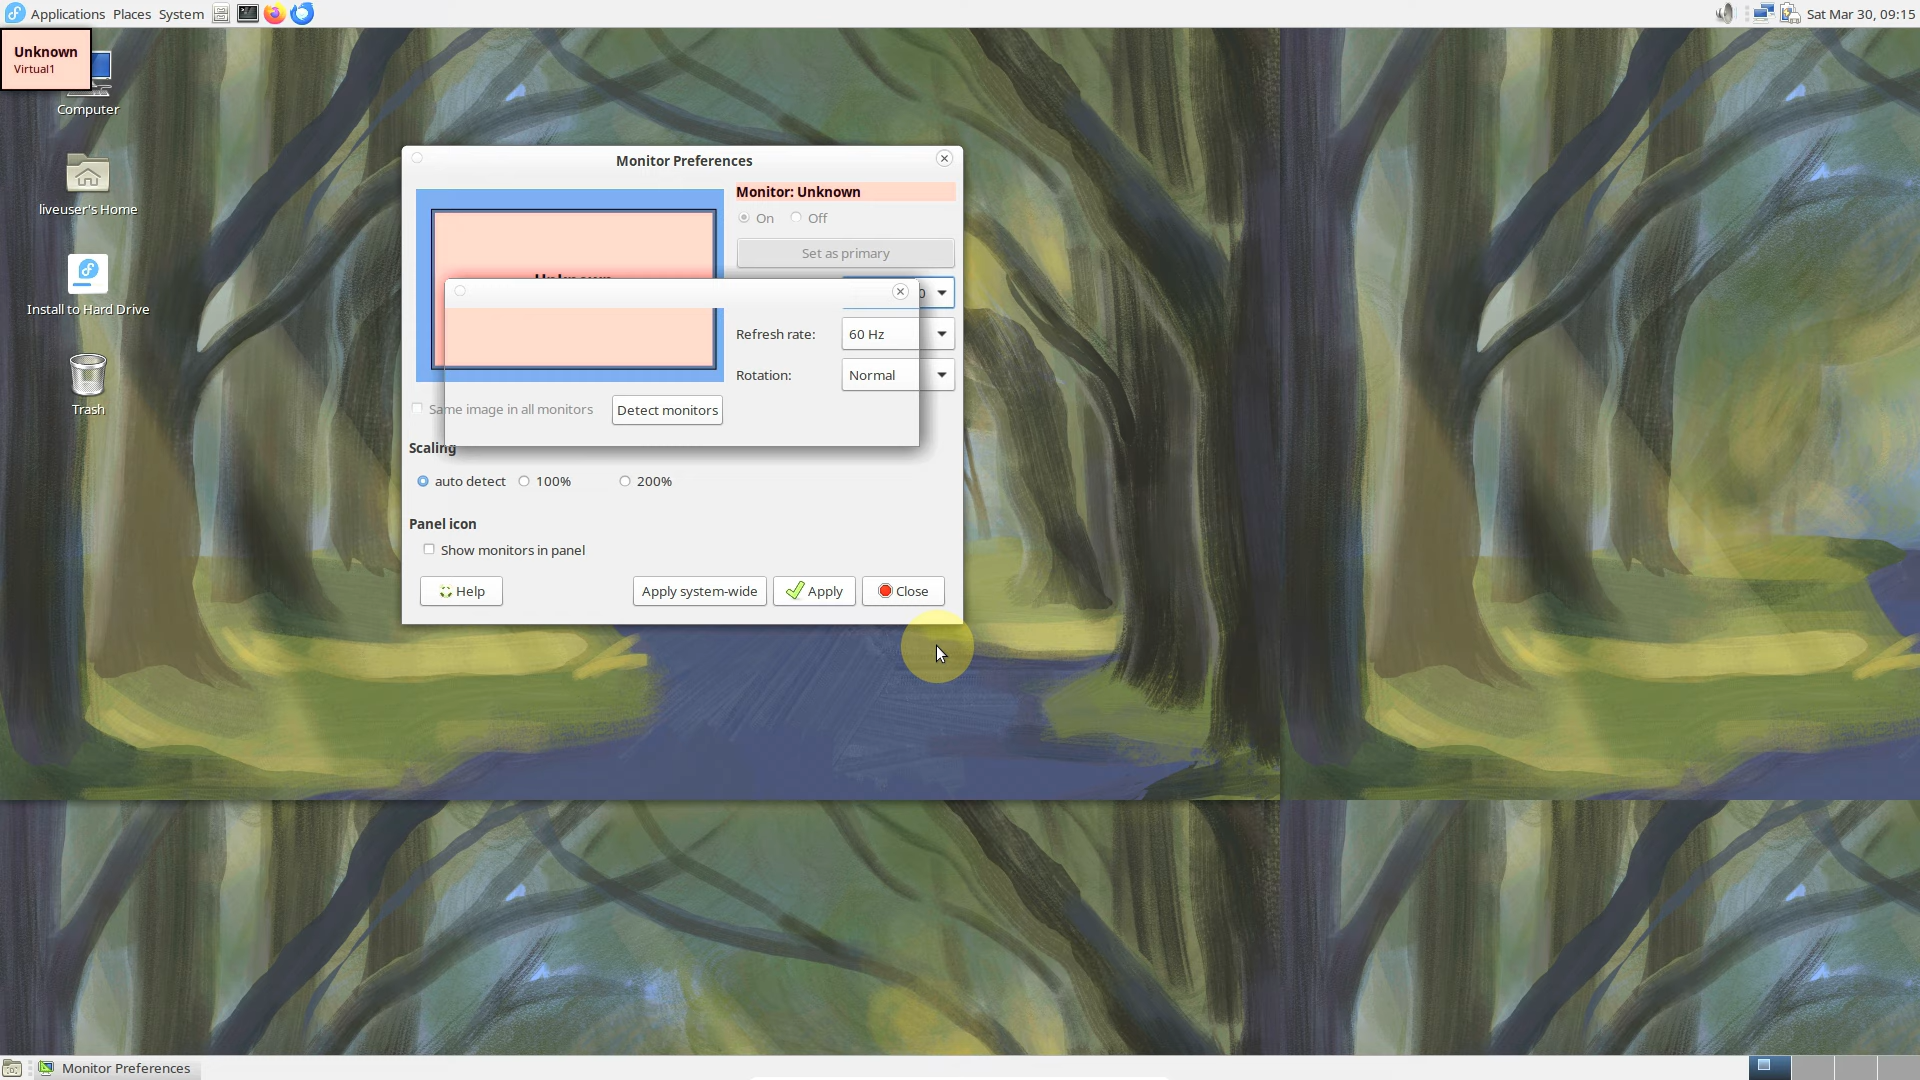 Applications Places System
Sat Mar 30, 09:15
Unknown
Virtual1
Computer
liveuser's Home
Install to Hard Drive
Trash
Monitor Preferences
Monitor: Unknown
On Off
Set as primary
0
Refresh rate: 60 Hz
Rotation: Normal
Same image in all monitors Detect monitors
Scaling
auto detect 100% 200%
Panel icon
Show monitors in panel
Help Apply system-wide Apply Close
Monitor Preferences